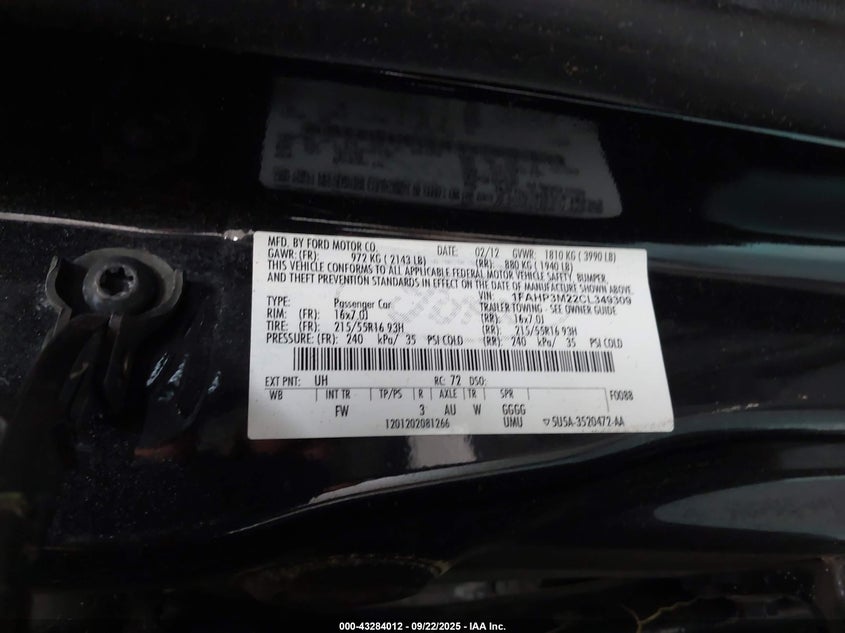 MFD. BY FORD MOTOR CO.
DATE: 02/12 GVWR: 1810 KG ( 3990 LB)
GAWR: (FR): 972 KG ( 2143 LB) (RR): 880 KG ( 1940 LB)
THIS VEHICLE CONFORMS TO ALL APPLICABLE FEDERAL MOTOR VEHICLE SAFETY, BUMPER,
AND THEFT PREVENTION STANDARDS IN EFFECT ON THE DATE OF MANUFACTURE SHOWN ABOVE.
VIN: 1FAHP3M22CL349309
TYPE: Passenger Car TRAILER TOWING - SEE OWNER GUIDE
RIM: (FR) 16x7.0J (RR): 16x7.0J
TIRE: (FR) 215/55R16 93H (RR): 215/55R16 93H
PRESSURE: (FR): 240 kPa/ 35 PSI COLD (RR): 240 kPa/ 35 PSI COLD
EXT PNT: UH RC: 72 DSO:
WB INT TR TP/PS R AXLE TR SPR F0088
FW 3 AU W GGGG
1201202081266 UMU 5U5A-3520472-AA
000-43284012 - 09/22/2025 - IAA Inc.